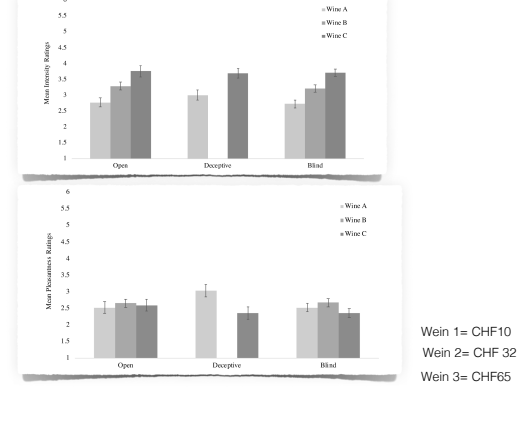 6
Wine A
5.5
Wine B
5
Wine C
4.5
4
3.5
3
2.5
2
1.5
1
Mean Intensity Ratings
Open Deceptive Blind
6
5.5
Wine A
5
Wine B
4.5
Wine C
4
3.5
3
2.5
2
1.5
1
Mean Pleasantness Ratings
Open Deceptive Blind
Wein 1= CHF10
Wein 2= CHF 32
Wein 3= CHF65